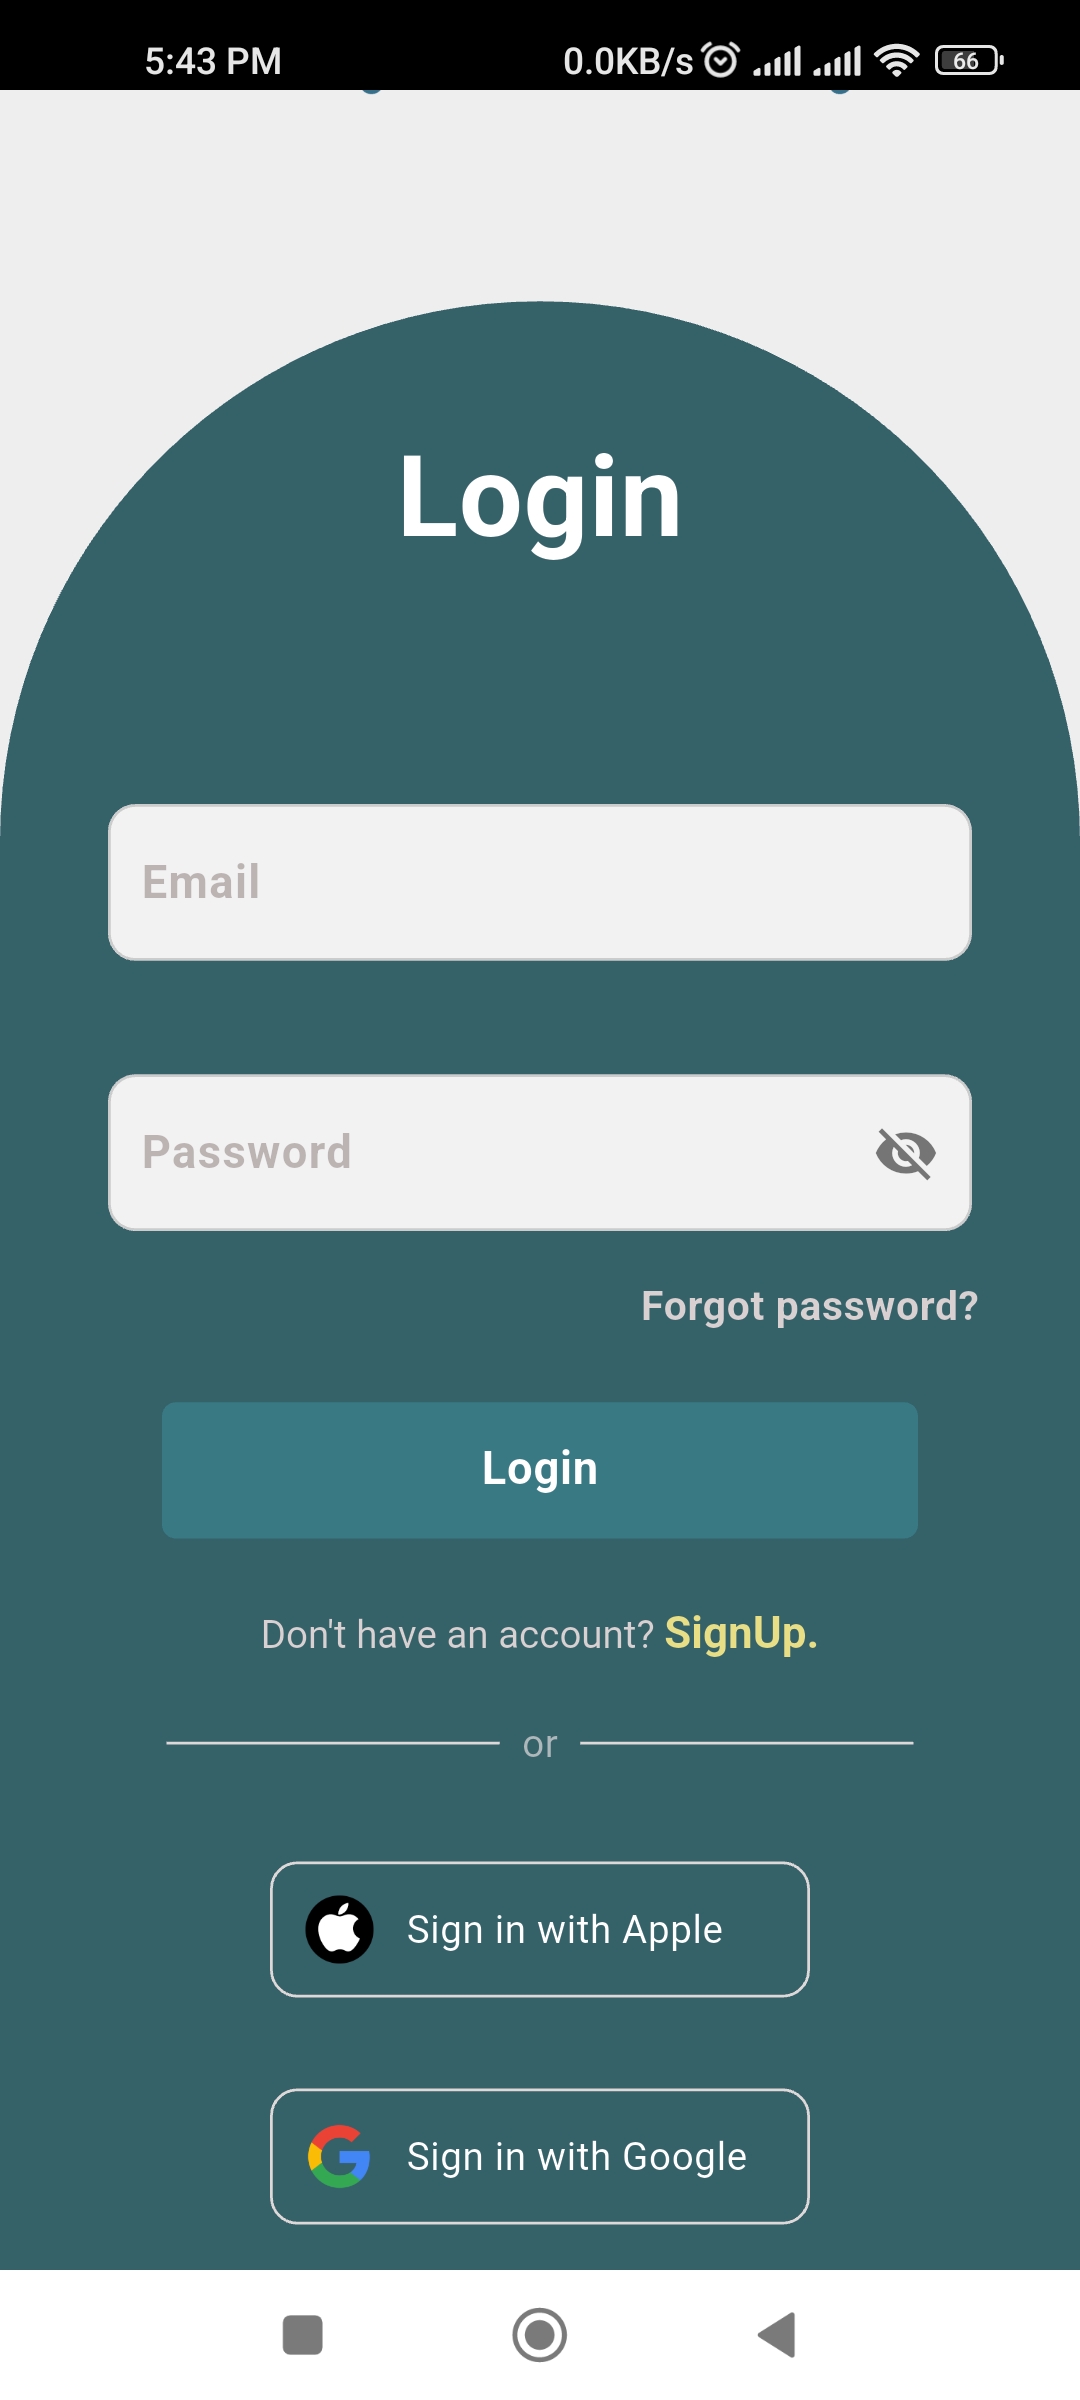 5:43 PM 0.0KB/s 66
Login
Email
Password
Forgot password?
Login
Don't have an account? SignUp.
or
Sign in with Apple
Sign in with Google